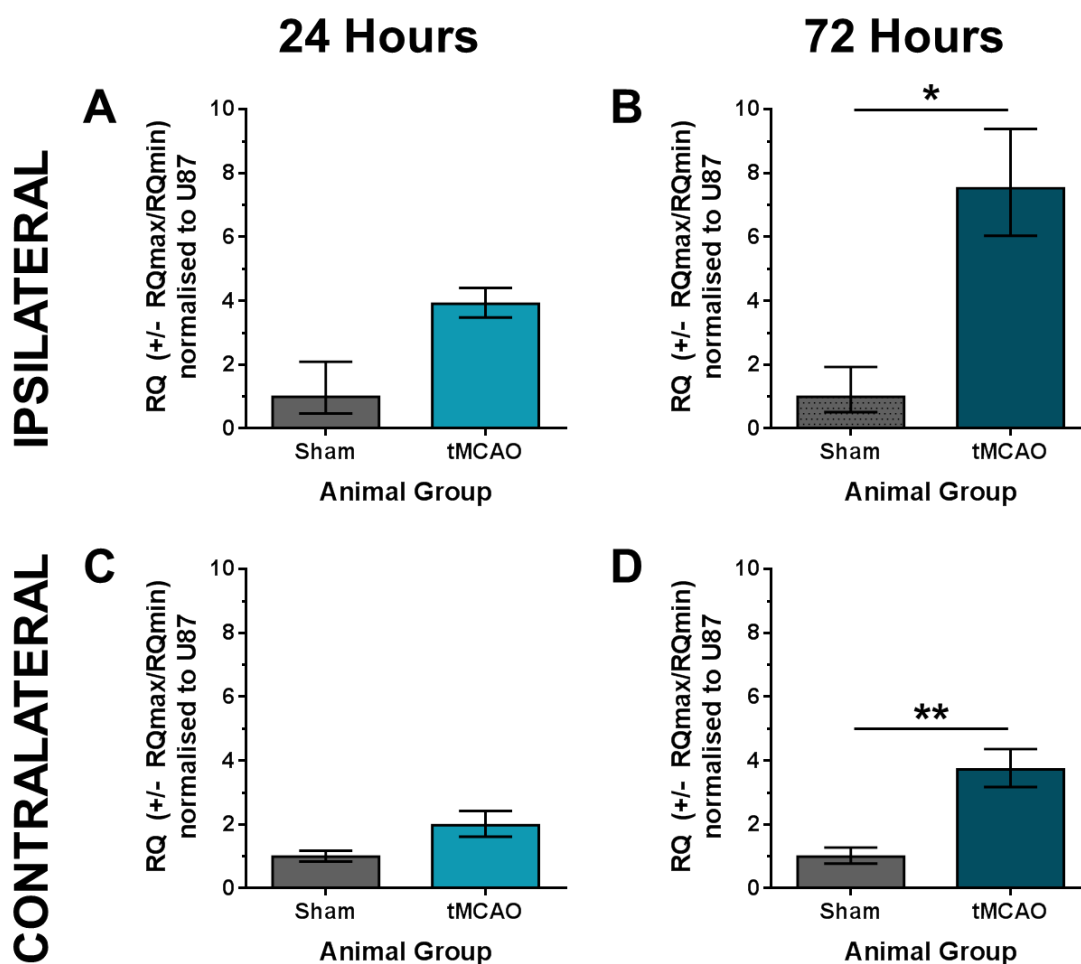 24 Hours
72 Hours
IPSILATERAL
A
RQ (+/- RQmax/RQmin)
normalised to U87
10
8
6
4
2
0
Sham
tMCAO
Animal Group
B
RQ (+/- RQmax/RQmin)
normalised to U87
10
8
6
4
2
0
*
Sham
tMCAO
Animal Group
CONTRALATERAL
C
RQ (+/- RQmax/RQmin)
normalised to U87
10
8
6
4
2
0
Sham
tMCAO
Animal Group
D
RQ (+/- RQmax/RQmin)
normalised to U87
10
8
6
4
2
0
**
Sham
tMCAO
Animal Group